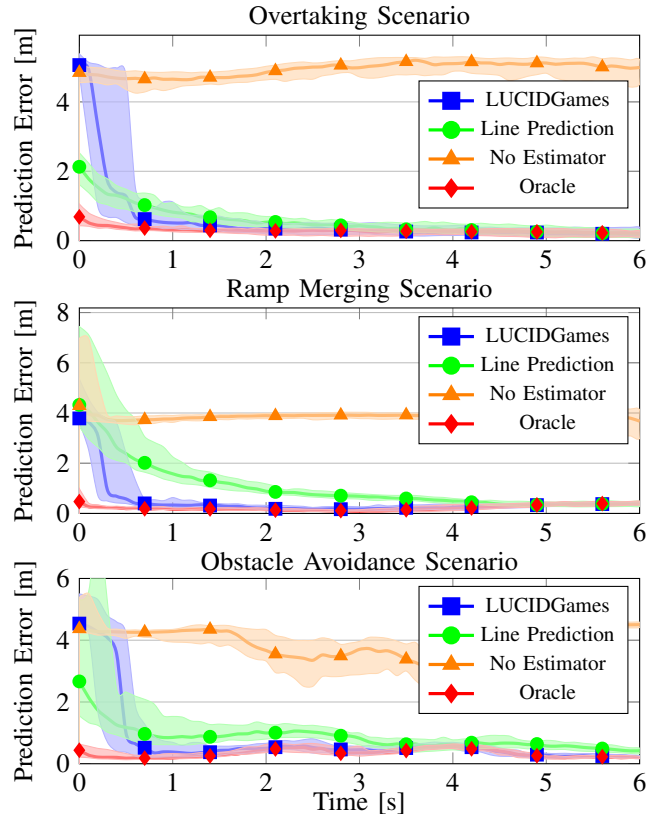 Overtaking Scenario
Prediction Error [m]
4
2
0
LUCIDGames
Line Prediction
No Estimator
Oracle
0 1 2 3 4 5 6
Ramp Merging Scenario
Prediction Error [m]
8
6
4
2
0
LUCIDGames
Line Prediction
No Estimator
Oracle
0 1 2 3 4 5 6
Obstacle Avoidance Scenario
Prediction Error [m]
6
4
2
0
LUCIDGames
Line Prediction
No Estimator
Oracle
0 1 2 3 4 5 6
Time [s]